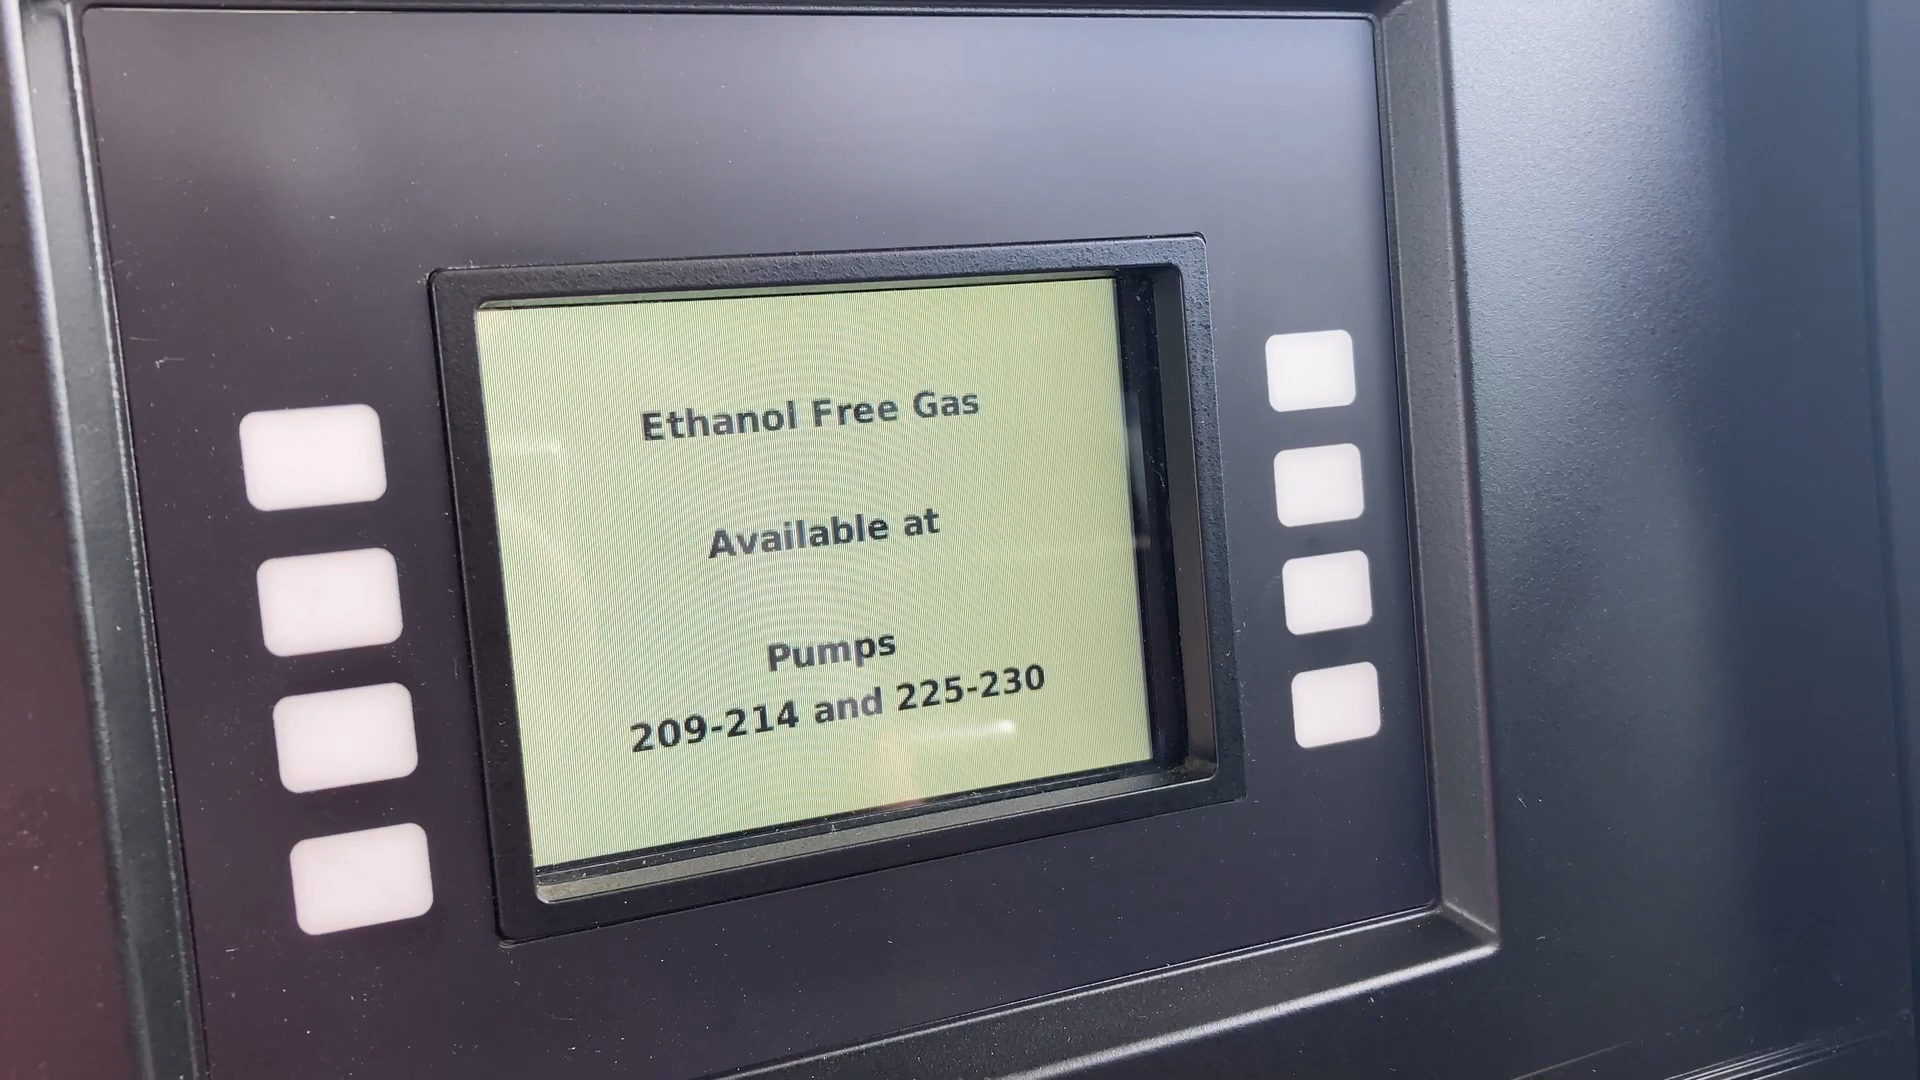 Ethanol Free Gas
Available at
Pumps
209-214 and 225-230